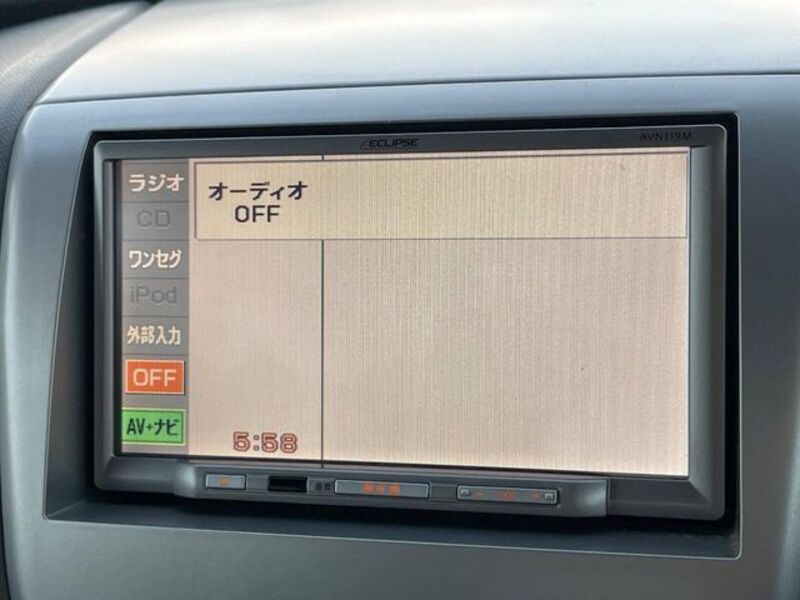 ECLIPSE
AVN119M
ラジオ
CD
ワンセグ
iPod
外部入力
OFF
AV+ナビ
オーディオ
OFF
5:58